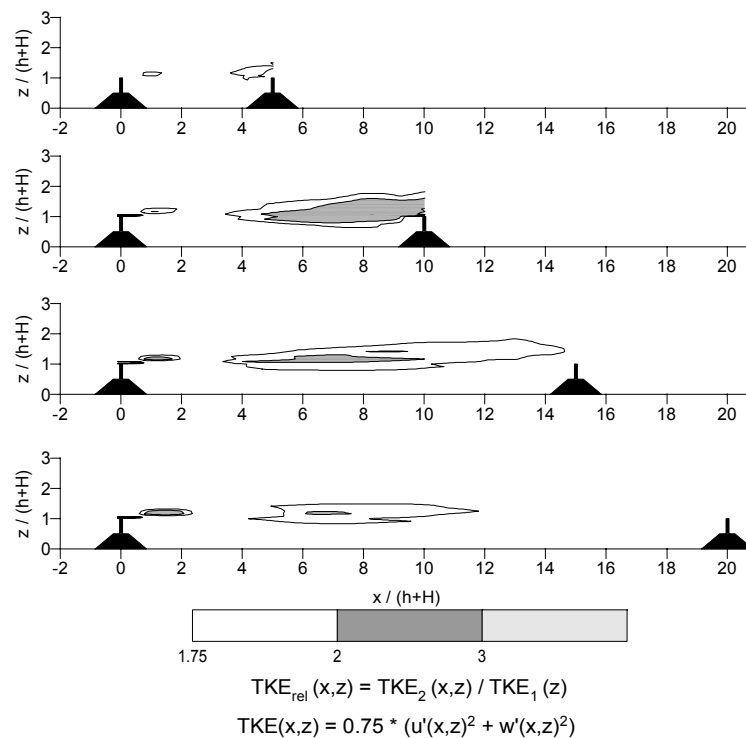 3
2
1
0
z / (h+H)
-2 0 2 4 6 8 10 12 14 16 18 20
3
2
1
0
z / (h+H)
-2 0 2 4 6 8 10 12 14 16 18 20
3
2
1
0
z / (h+H)
-2 0 2 4 6 8 10 12 14 16 18 20
3
2
1
0
z / (h+H)
-2 0 2 4 6 8 10 12 14 16 18 20
x / (h+H)
1.75 2 3
TKE_rel (x,z) = TKE_2 (x,z) / TKE_1 (z)
TKE(x,z) = 0.75 * (u'(x,z)² + w'(x,z)²)